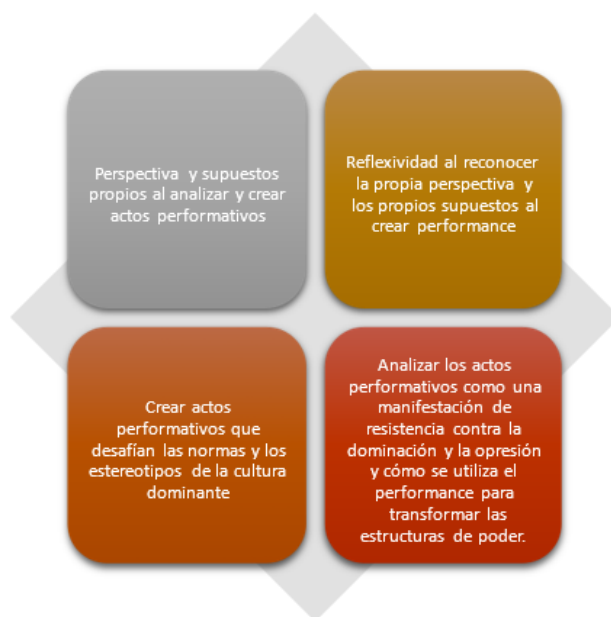 Perspectiva y supuestos
propios al analizar y crear
actos performativos
Reflexividad al reconocer
la propia perspectiva y
los propios supuestos al
crear performance
Crear actos
performativos que
desafían las normas y los
estereotipos de la cultura
dominante
Analizar los actos
performativos como una
manifestación de
resistencia contra la
dominación y la opresión
y cómo se utiliza el
performance para
transformar las
estructuras de poder.